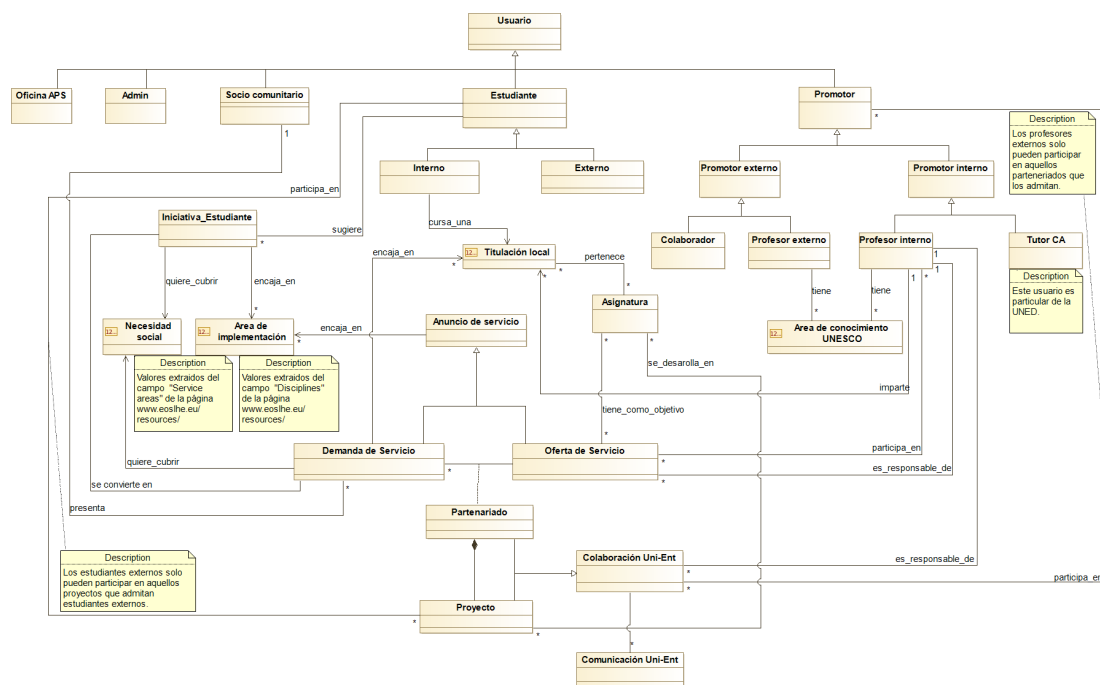 Usuario
Oficina APS
Admin
Socio comunitario
Estudiante
Promotor
1
*
Description
Los profesores
externos solo
pueden participar
en aquellos
parteneriados que
los admitan.
Interno
Externo
Promotor externo
Promotor interno
participa_en
Iniciativa_Estudiante
*
sugiere
cursa_una
Colaborador
Profesor externo
Profesor interno
1
1
*
1
Tutor CA
encaja_en
*
12..
Titulación local
*
*
*
pertenece
*
quiere_cubrir
encaja_en
*
tiene
*
tiene
*
Description
Este usuario es
particular de la
UNED.
Asignatura
*
*
12..
Necesidad
social
12..
Area de
implementación
*
encaja_en
Anuncio de servicio
12..
Area de conocimiento
UNESCO
Description
Valores extraidos del
campo "Service
areas" de la página
www.eoslhe.eu/
resources/
Description
Valores extraidos del
campo "Disciplines"
de la página
www.eoslhe.eu/
resources/
se_desarolla_en
imparte
tiene_como_objetivo
*
Demanda de Servicio
*
*
Oferta de Servicio
*
*
participa_en
es_responsable_de
quiere_cubrir
se convierte en
presenta
Partenariado
Description
Los estudiantes externos solo
pueden participar en aquellos
proyectos que admitan
estudiantes externos.
Colaboración Uni-Ent
*
*
es_responsable_de
participa_en
Proyecto
*
*
*
Comunicación Uni-Ent